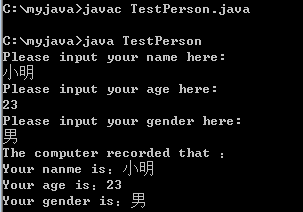 C:\myjava>javac TestPerson.java
C:\myjava>java TestPerson
Please input your name here:
小明
Please input your age here:
23
Please input your gender here:
男
The computer recorded that ：
Your nanme is：小明
Your age is：23
Your gender is：男